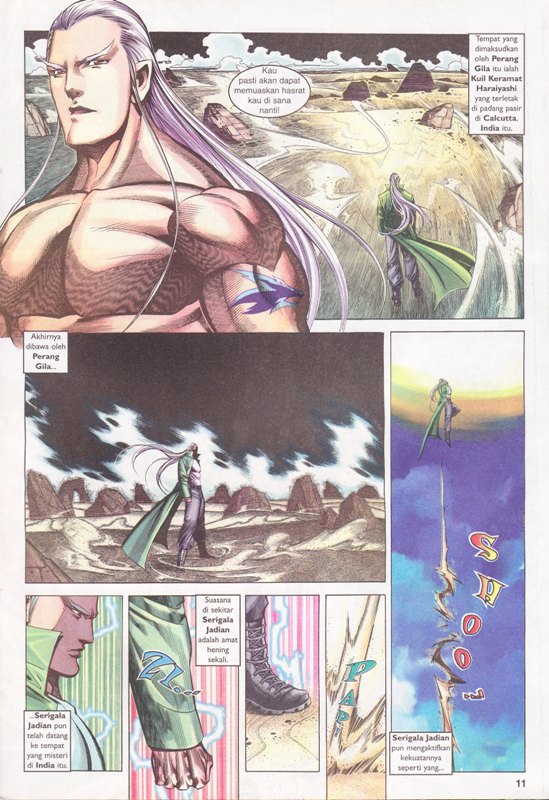 Kau
pasti akan dapat
memuaskan hasrat
kau di sana
nanti!
Tempat yang
dimaksudkan
oleh Perang
Gila itu ialah
Kuil Keramat
Haraiyashi
yang terletak
di padang pasir
di Calcutta,
India itu.
Akhirnya
dibawa oleh
Perang
Gila...
SHOO...
...Serigala
Jadian pun
telah datang
ke tempat
yang misteri
di India itu.
ZI...
Suasana
di sekitar
Serigala
Jadian
adalah amat
hening
sekali.
PAP!
Serigala Jadian
pun mengaktifkan
kekuatannya
seperti yang...
11